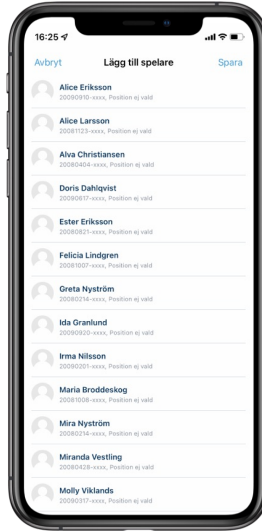 16:25
Avbryt Lägg till spelare Spara
Alice Eriksson
20090910-xxxx, Position ej vald
Alice Larsson
20081123-xxxx, Position ej vald
Alva Christiansen
20080404-xxxx, Position ej vald
Doris Dahlqvist
20090617-xxxx, Position ej vald
Ester Eriksson
20080821-xxxx, Position ej vald
Felicia Lindgren
20081007-xxxx, Position ej vald
Greta Nyström
20080214-xxxx, Position ej vald
Ida Granlund
20090920-xxxx, Position ej vald
Irma Nilsson
20090201-xxxx, Position ej vald
Maria Broddeskog
20081008-xxxx, Position ej vald
Mira Nyström
20080214-xxxx, Position ej vald
Miranda Vestling
20080428-xxxx, Position ej vald
Molly Viklands
20090317-xxxx, Position ej vald